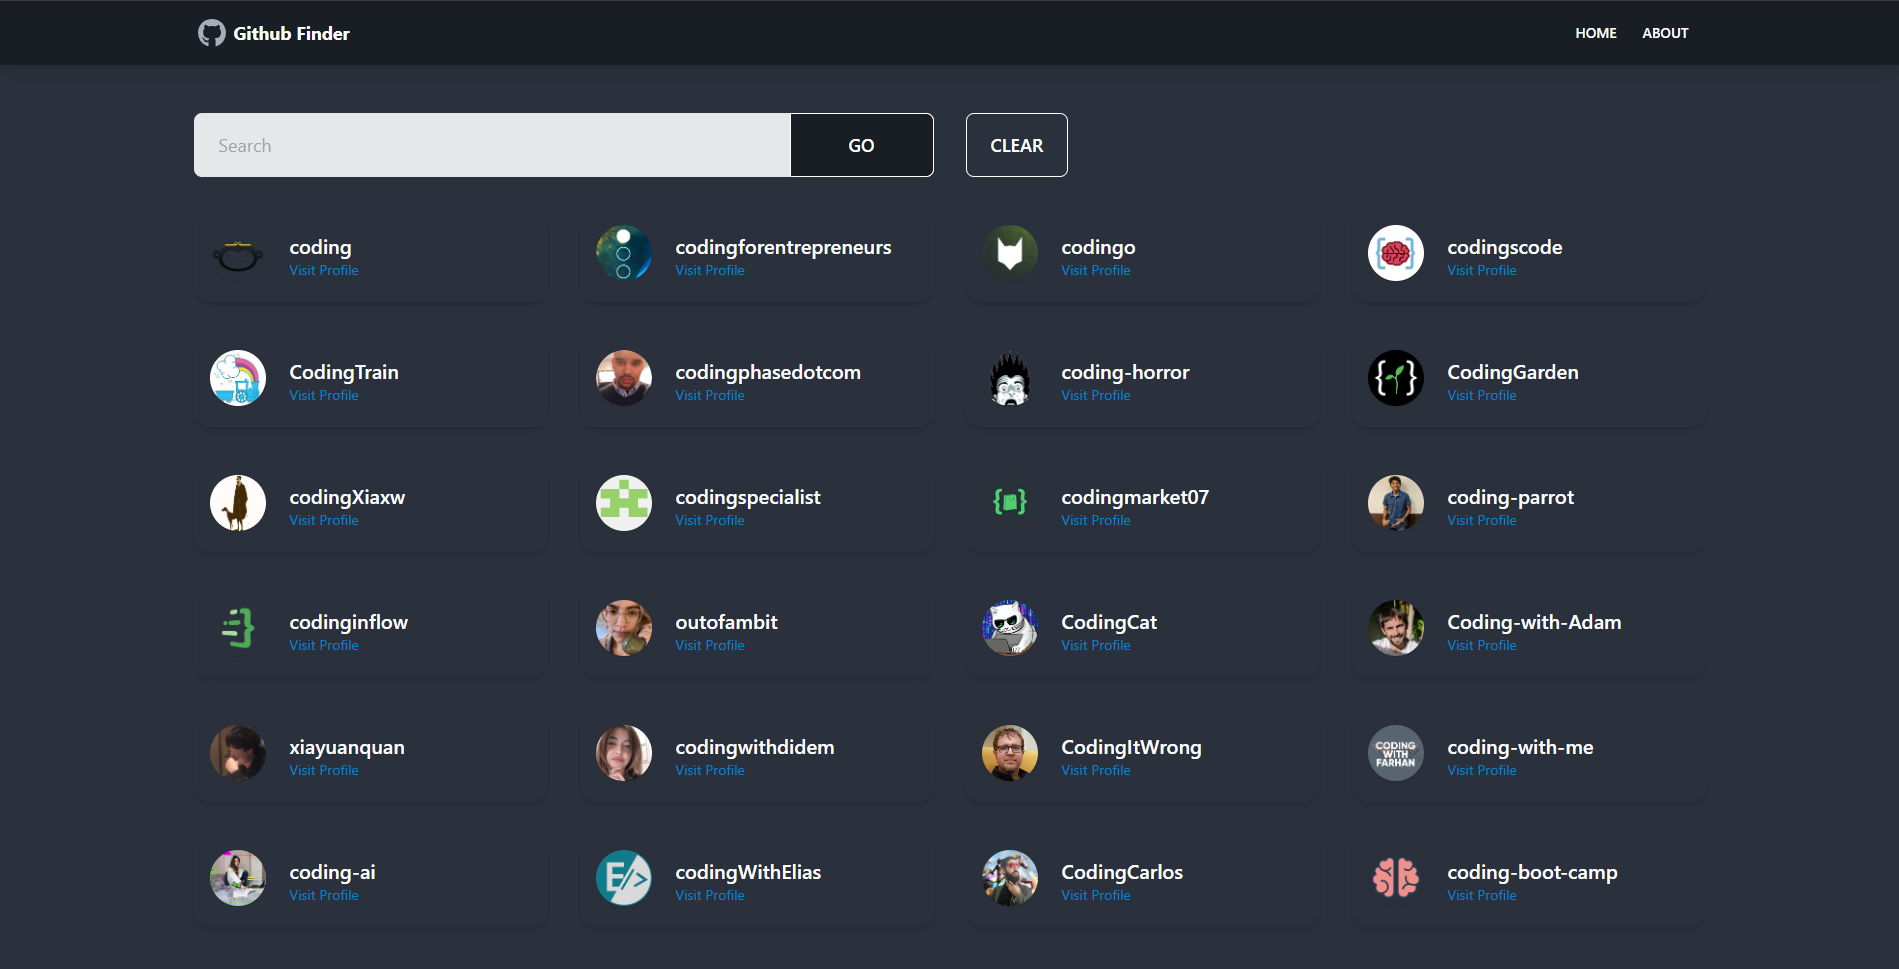 Github Finder
HOME
ABOUT
Search
GO
CLEAR
coding
Visit Profile
codingforentrepreneurs
Visit Profile
codingo
Visit Profile
codingscode
Visit Profile
CodingTrain
Visit Profile
codingphasedotcom
Visit Profile
coding-horror
Visit Profile
CodingGarden
Visit Profile
codingXiaxw
Visit Profile
codingspecialist
Visit Profile
codingmarket07
Visit Profile
coding-parrot
Visit Profile
codinginflow
Visit Profile
outofambit
Visit Profile
CodingCat
Visit Profile
Coding-with-Adam
Visit Profile
xiayuanquan
Visit Profile
codingwithdidem
Visit Profile
CodingItWrong
Visit Profile
CODING
WITH
FARHAN
coding-with-me
Visit Profile
coding-ai
Visit Profile
E/>
codingWithElias
Visit Profile
CodingCarlos
Visit Profile
coding-boot-camp
Visit Profile